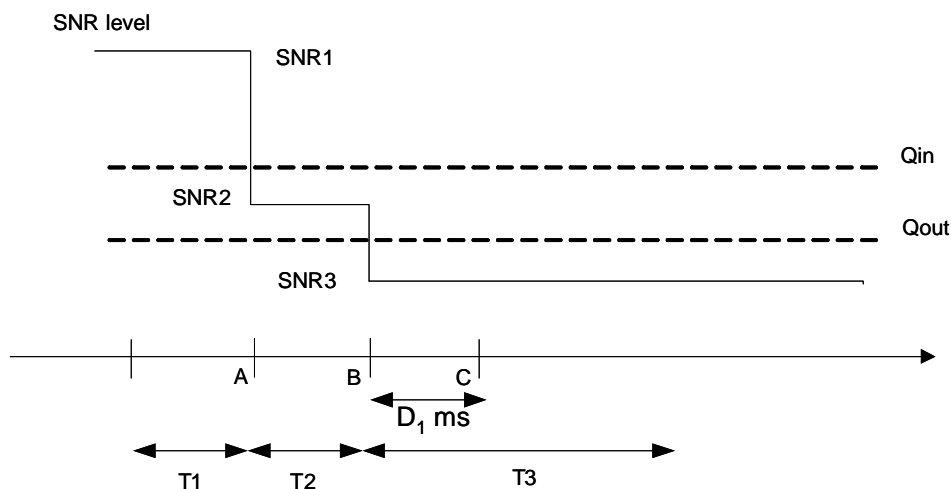 SNR level
SNR1
Qin
SNR2
Qout
SNR3
A B C
D1 ms
T1 T2 T3